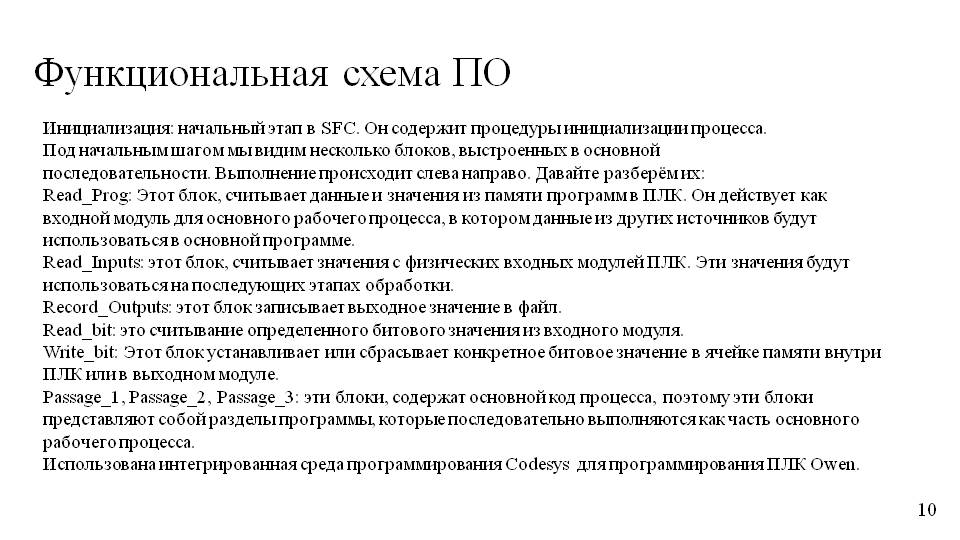 Функциональная схема ПО
Инициализация: начальный этап в SFC. Он содержит процедуры инициализации процесса.
Под начальным шагом мы видим несколько блоков, выстроенных в основной
последовательности. Выполнение происходит слева направо. Давайте разберём их:
Read_Prog: Этот блок, считывает данные и значения из памяти программ в ПЛК. Он действует как
входной модуль для основного рабочего процесса, в котором данные из других источников будут
использоваться в основной программе.
Read_Inputs: этот блок, считывает значения с физических входных модулей ПЛК. Эти значения будут
использоваться на последующих этапах обработки.
Record_Outputs: этот блок записывает выходное значение в файл.
Read_bit: это считывание определенного битового значения из входного модуля.
Write_bit: Этот блок устанавливает или сбрасывает конкретное битовое значение в ячейке памяти внутри
ПЛК или в выходном модуле.
Passage_1, Passage_2, Passage_3: эти блоки, содержат основной код процесса, поэтому эти блоки
представляют собой разделы программы, которые последовательно выполняются как часть основного
рабочего процесса.
Использована интегрированная среда программирования Codesys для программирования ПЛК Owen.
10